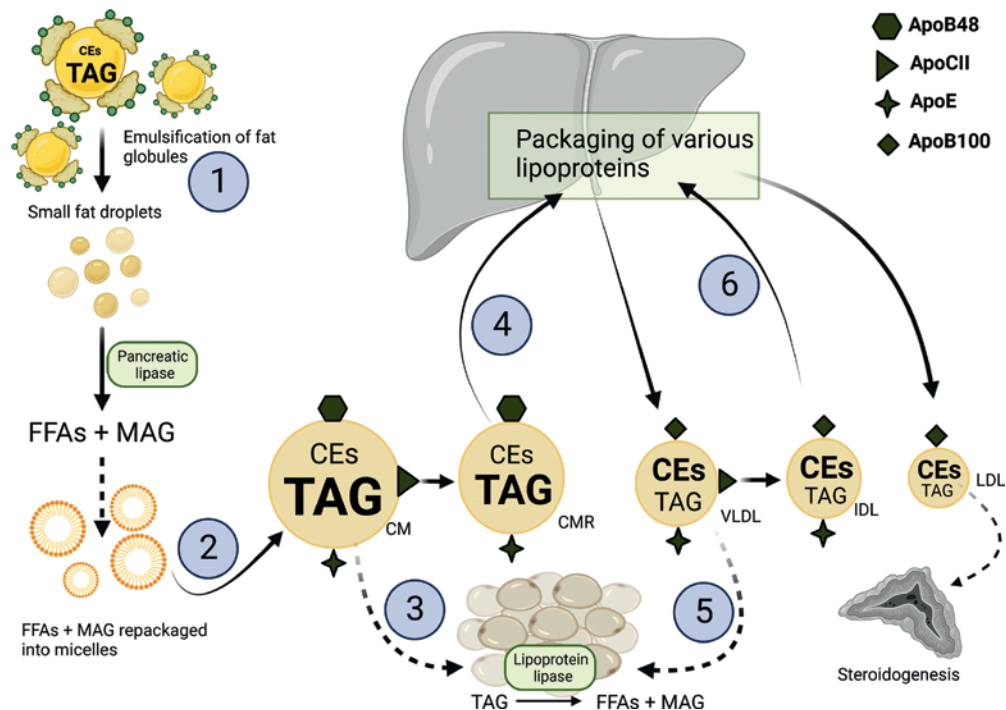 CEs
TAG
Emulsification of fat
globules
1
Small fat droplets
Pancreatic
lipase
FFAs + MAG
2
FFAs + MAG repackaged
into micelles
Packaging of various
lipoproteins
ApoB48
ApoCII
ApoE
ApoB100
4
6
CEs
TAG
CM
CEs
TAG
CMR
CEs
TAG
VLDL
CEs
TAG
IDL
CEs
TAG
LDL
3
5
Lipoprotein
lipase
TAG
FFAs + MAG
Steroidogenesis